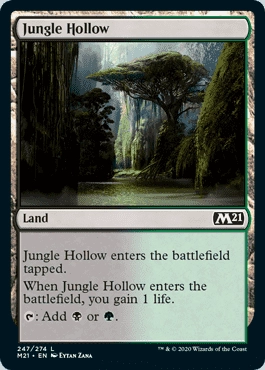 Jungle Hollow
Land
M21
Jungle Hollow enters the battlefield
tapped.
When Jungle Hollow enters the
battlefield, you gain 1 life.
: Add or .
247/274 L
M21 • EN EYTAN ZANA
™ & © 2020 Wizards of the Coast